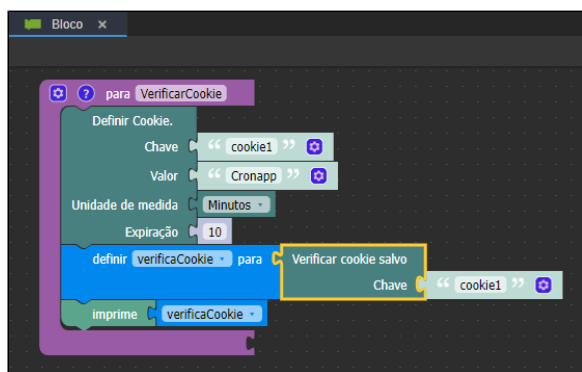 Bloco ×
? para VerificarCookie
Definir Cookie.
Chave “ cookie1 ”
Valor “ Cronapp ”
Unidade de medida Minutos
Expiração 10
definir verificaCookie para Verificar cookie salvo
Chave “ cookie1 ”
imprime verificaCookie